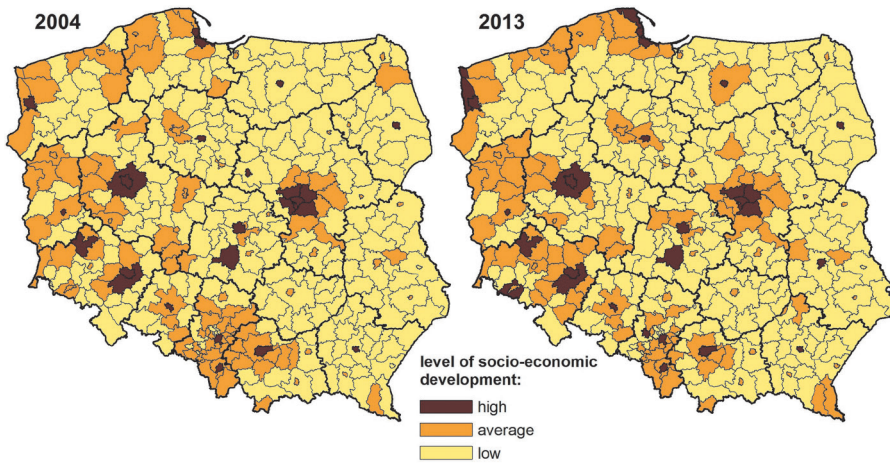 2004
2013
level of socio-economic
development:
high
average
low